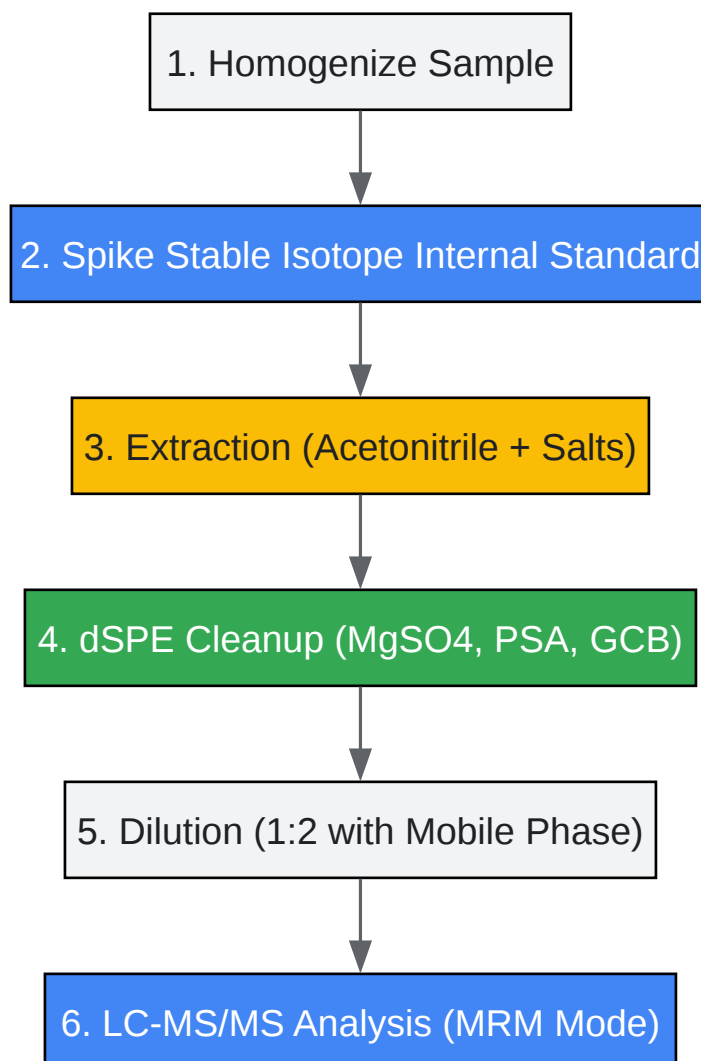 1. Homogenize Sample
2. Spike Stable Isotope Internal Standard
3. Extraction (Acetonitrile + Salts)
4. dSPE Cleanup (MgSO4, PSA, GCB)
5. Dilution (1:2 with Mobile Phase)
6. LC-MS/MS Analysis (MRM Mode)